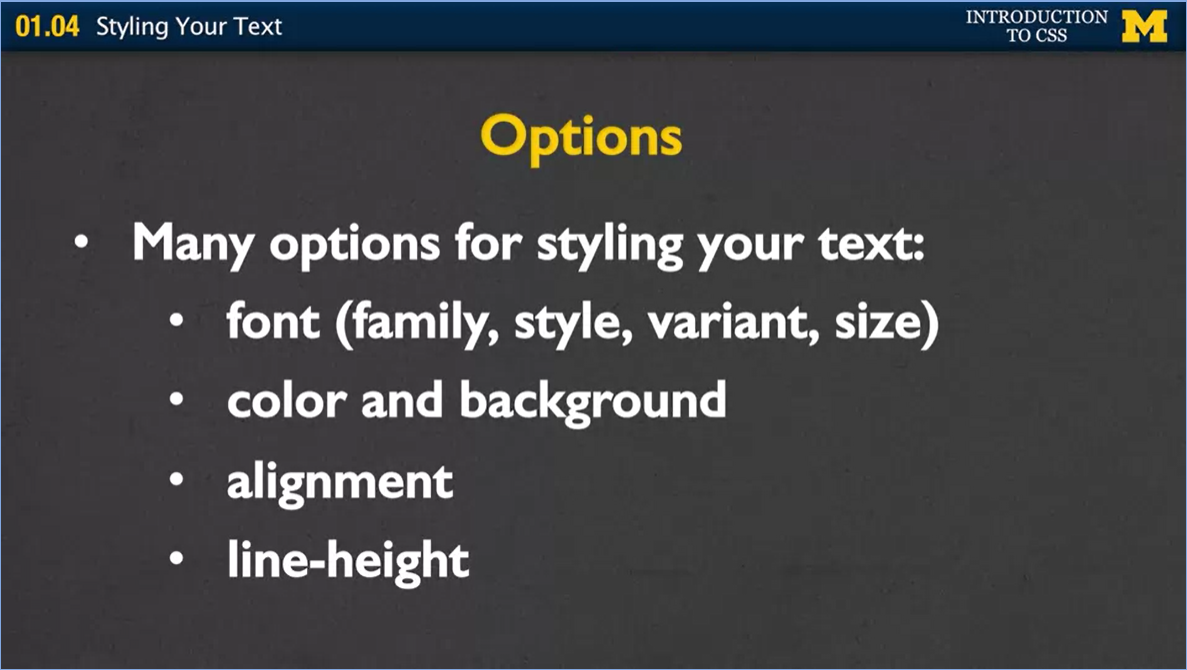 01.04 Styling Your Text
INTRODUCTION
TO CSS
M
Options
• Many options for styling your text:
• font (family, style, variant, size)
• color and background
• alignment
• line-height